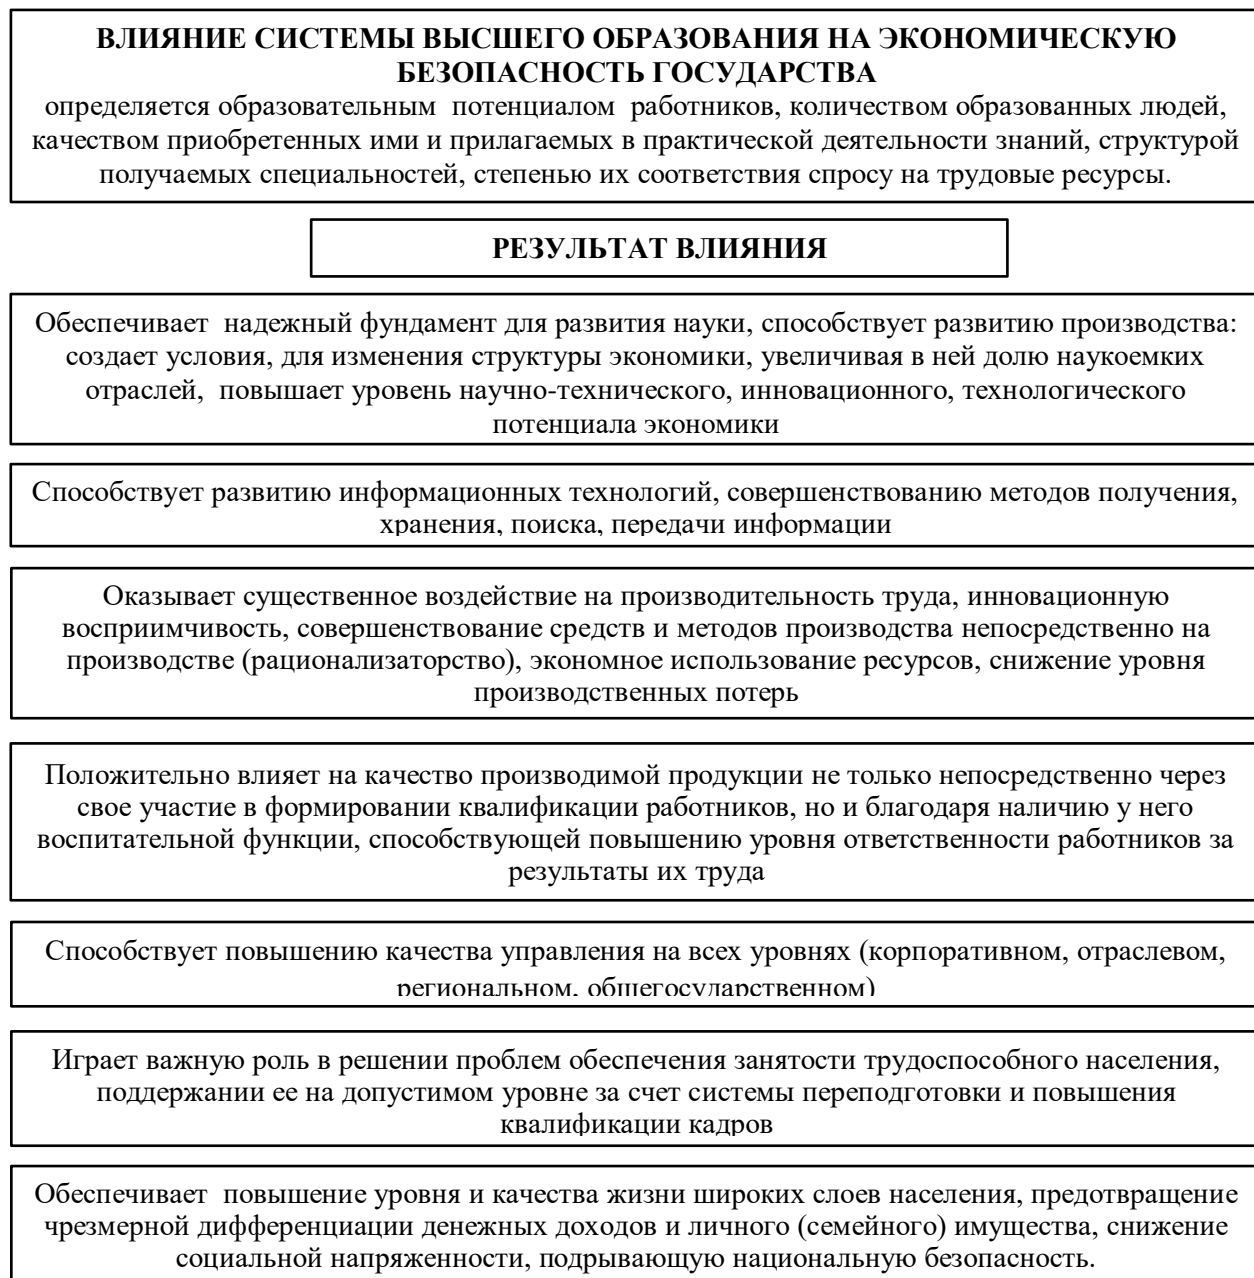 ВЛИЯНИЕ СИСТЕМЫ ВЫСШЕГО ОБРАЗОВАНИЯ НА ЭКОНОМИЧЕСКУЮ
БЕЗОПАСНОСТЬ ГОСУДАРСТВА
определяется образовательным потенциалом работников, количеством образованных людей,
качеством приобретенных ими и прилагаемых в практической деятельности знаний, структурой
получаемых специальностей, степенью их соответствия спросу на трудовые ресурсы.
РЕЗУЛЬТАТ ВЛИЯНИЯ
Обеспечивает надежный фундамент для развития науки, способствует развитию производства:
создает условия, для изменения структуры экономики, увеличивая в ней долю наукоемких
отраслей, повышает уровень научно-технического, инновационного, технологического
потенциала экономики
Способствует развитию информационных технологий, совершенствованию методов получения,
хранения, поиска, передачи информации
Оказывает существенное воздействие на производительность труда, инновационную
восприимчивость, совершенствование средств и методов производства непосредственно на
производстве (рационализаторство), экономное использование ресурсов, снижение уровня
производственных потерь
Положительно влияет на качество производимой продукции не только непосредственно через
свое участие в формировании квалификации работников, но и благодаря наличию у него
воспитательной функции, способствующей повышению уровня ответственности работников за
результаты их труда
Способствует повышению качества управления на всех уровнях (корпоративном, отраслевом,
региональном, общегосударственном)
Играет важную роль в решении проблем обеспечения занятости трудоспособного населения,
поддержании ее на допустимом уровне за счет системы переподготовки и повышения
квалификации кадров
Обеспечивает повышение уровня и качества жизни широких слоев населения, предотвращение
чрезмерной дифференциации денежных доходов и личного (семейного) имущества, снижение
социальной напряженности, подрывающую национальную безопасность.